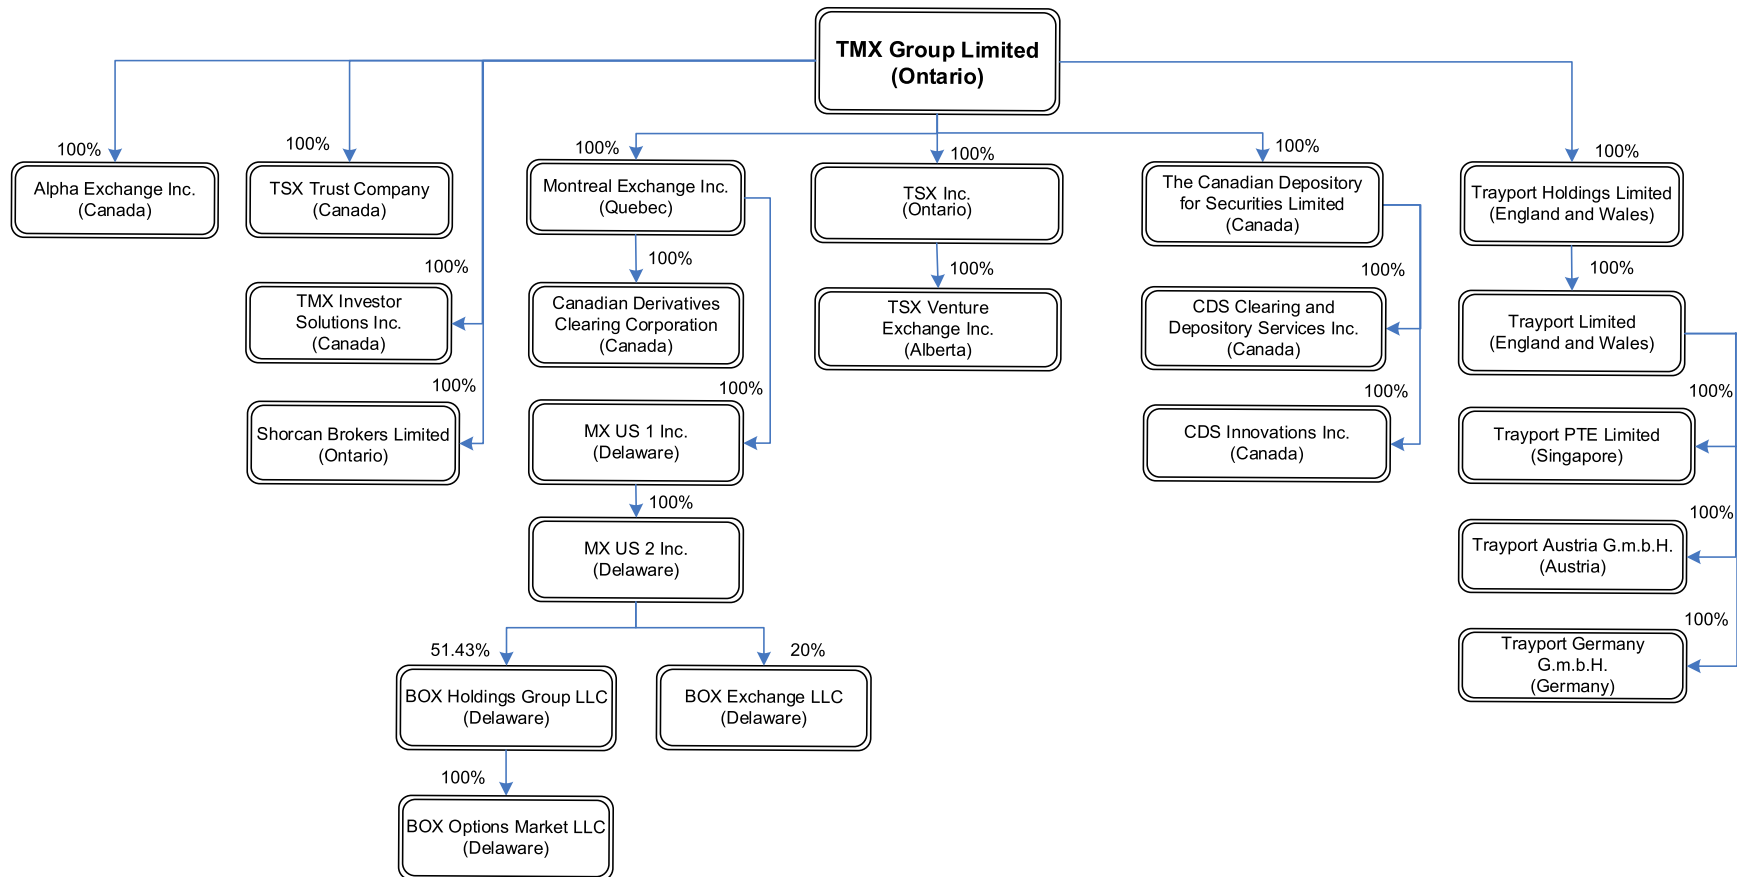 TMX Group Limited
(Ontario)
100%
Alpha Exchange Inc.
(Canada)
100%
TSX Trust Company
(Canada)
100%
TMX Investor
Solutions Inc.
(Canada)
100%
Shorcan Brokers Limited
(Ontario)
100%
Montreal Exchange Inc.
(Quebec)
100%
Canadian Derivatives
Clearing Corporation
(Canada)
100%
MX US 1 Inc.
(Delaware)
100%
MX US 2 Inc.
(Delaware)
51.43%
BOX Holdings Group LLC
(Delaware)
20%
BOX Exchange LLC
(Delaware)
100%
BOX Options Market LLC
(Delaware)
100%
TSX Inc.
(Ontario)
100%
TSX Venture
Exchange Inc.
(Alberta)
100%
The Canadian Depository
for Securities Limited
(Canada)
100%
CDS Clearing and
Depository Services Inc.
(Canada)
100%
CDS Innovations Inc.
(Canada)
100%
Trayport Holdings Limited
(England and Wales)
100%
Trayport Limited
(England and Wales)
100%
Trayport PTE Limited
(Singapore)
100%
Trayport Austria G.m.b.H.
(Austria)
100%
Trayport Germany
G.m.b.H.
(Germany)